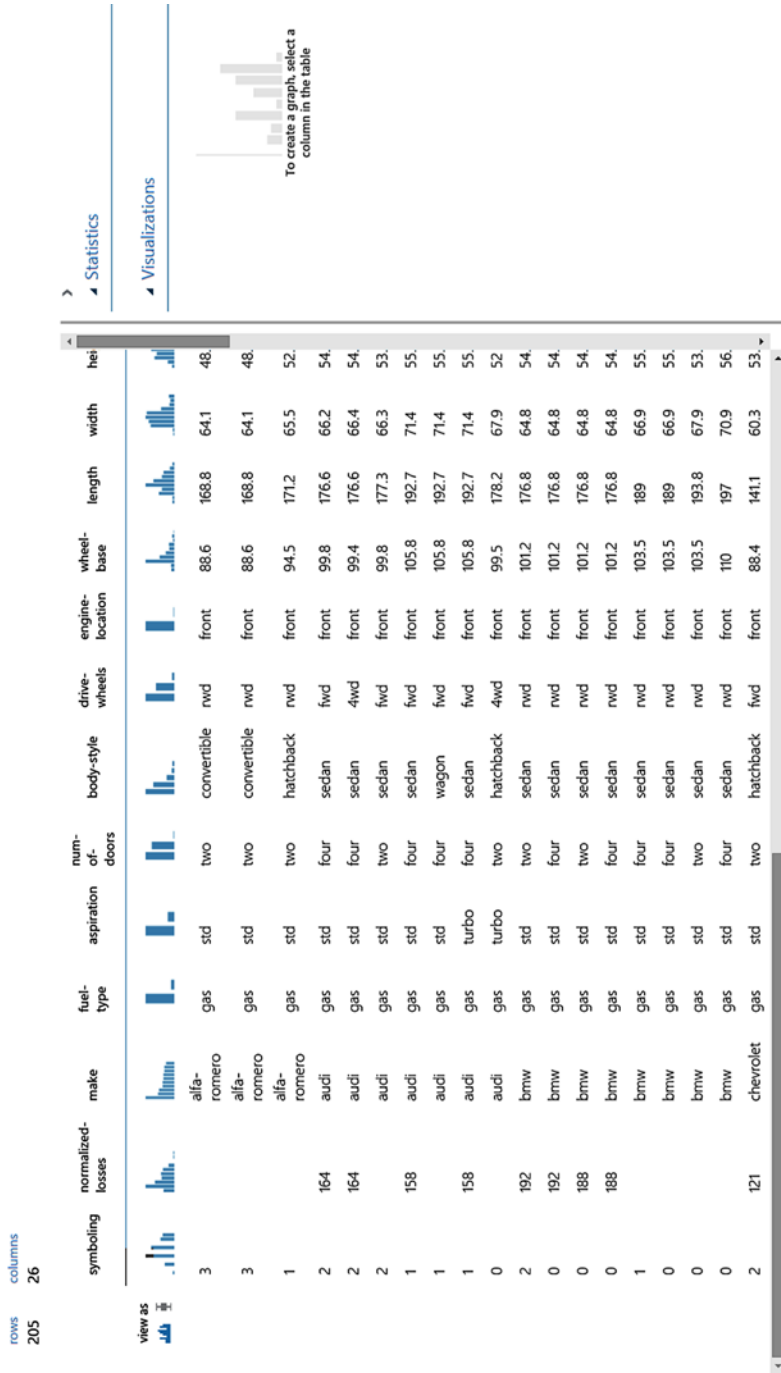 rows columns
205 26
symboling normalized-losses make fuel-type aspiration num-of-doors body-style drive-wheels engine-location wheel-base length width hei
view as
3 alfa-romero gas std two convertible rwd front 88.6 168.8 64.1 48.
3 alfa-romero gas std two convertible rwd front 88.6 168.8 64.1 48.
1 alfa-romero gas std two hatchback rwd front 94.5 171.2 65.5 52.
2 164 audi gas std four sedan fwd front 99.8 176.6 66.2 54.
2 164 audi gas std four sedan 4wd front 99.4 176.6 66.4 54.
2 audi gas std two sedan fwd front 99.8 177.3 66.3 53.
1 158 audi gas std four sedan fwd front 105.8 192.7 71.4 55.
1 audi gas std four wagon fwd front 105.8 192.7 71.4 55.
1 158 audi gas turbo four sedan fwd front 105.8 192.7 71.4 55.
0 audi gas turbo two hatchback 4wd front 99.5 178.2 67.9 52
2 192 bmw gas std two sedan rwd front 101.2 176.8 64.8 54.
0 192 bmw gas std four sedan rwd front 101.2 176.8 64.8 54.
0 188 bmw gas std two sedan rwd front 101.2 176.8 64.8 54.
0 188 bmw gas std four sedan rwd front 101.2 176.8 64.8 54.
1 bmw gas std four sedan rwd front 103.5 189 66.9 55.
0 bmw gas std four sedan rwd front 103.5 189 66.9 55.
0 bmw gas std two sedan rwd front 103.5 193.8 67.9 53.
0 bmw gas std four sedan rwd front 110 197 70.9 56.
2 121 chevrolet gas std two hatchback fwd front 88.4 141.1 60.3 53.
Statistics
Visualizations
To create a graph, select a
column in the table